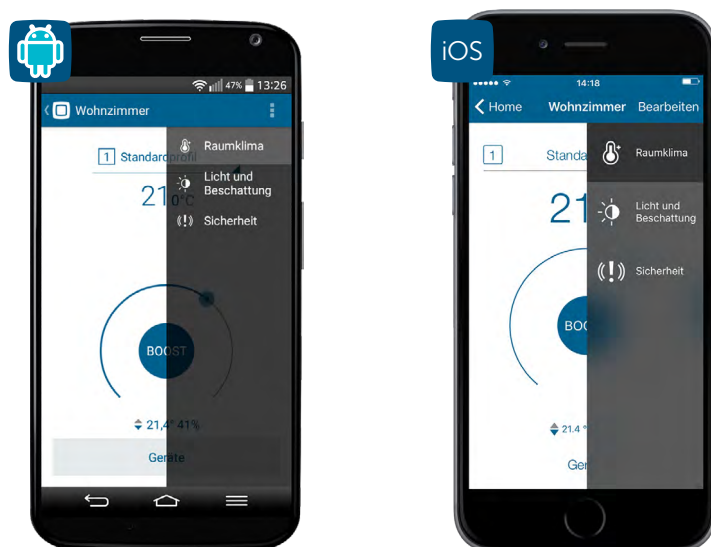 iOS
47% 13:26
Wohnzimmer
1 Standardprofil
21,0°C
Raumklima
Licht und
Beschattung
Sicherheit
BOOST
21,4° 41%
Geräte
14:18
Home Wohnzimmer Bearbeiten
1 Standa
21
Raumklima
Licht und
Beschattung
Sicherheit
BOO
21.4 °
Ger